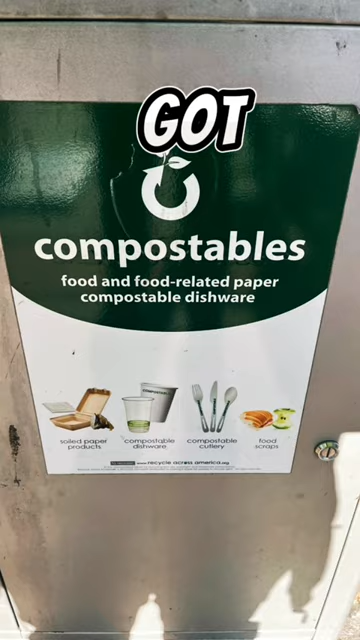 GOT
compostables
food and food-related paper
compostable dishware
soiled paper
products
compostable
dishware
compostable
cutlery
food
scraps
www.recycle across america.org